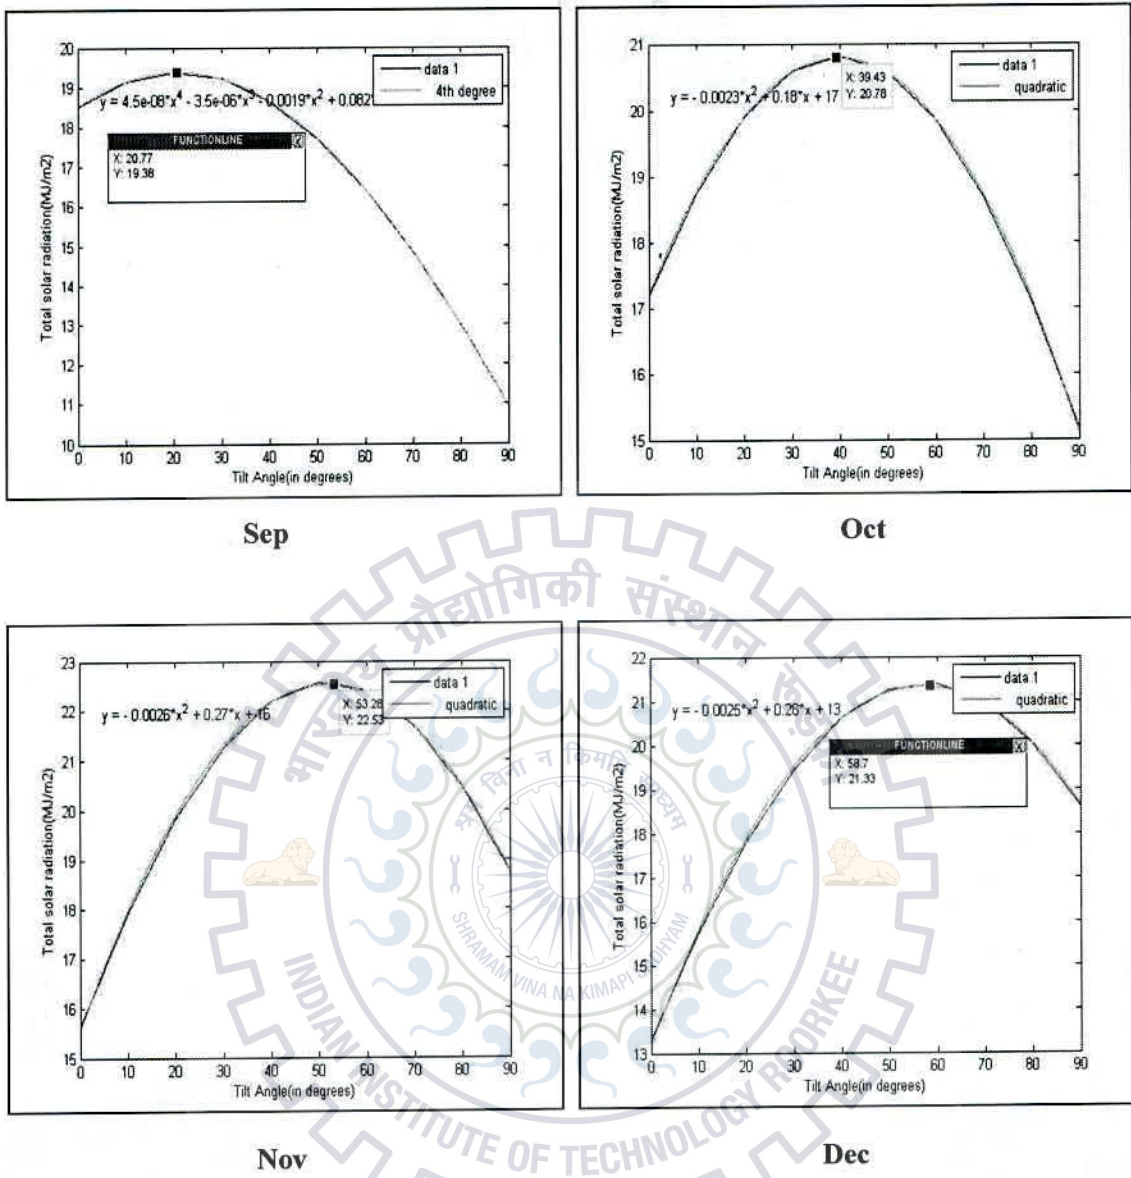 20
19
18
17
16
15
14
13
12
11
10
0 10 20 30 40 50 60 70 80 90
Total solar radiation(MJ/m2)
Tilt Angle(in degrees)
data 1
4th degree
y = 4.5e-08*x^4 - 3.5e-06*x^3 - 0.0019*x^2 + 0.082*
FUNCTIONLINE X
X: 20.77
Y: 19.38
Sep
21
20
19
18
17
16
15
0 10 20 30 40 50 60 70 80 90
Total solar radiation(MJ/m2)
Tilt Angle(in degrees)
data 1
quadratic
X: 39.43
Y: 20.78
y = - 0.0023*x^2 + 0.18*x + 17
Oct
23
22
21
20
19
18
17
16
15
0 10 20 30 40 50 60 70 80 90
Total solar radiation(MJ/m2)
Tilt Angle(in degrees)
data 1
quadratic
X: 53.28
Y: 22.53
y = - 0.0026*x^2 + 0.27*x + 16
Nov
22
21
20
19
18
17
16
15
14
13
0 10 20 30 40 50 60 70 80 90
Total solar radiation(MJ/m2)
Tilt Angle(in degrees)
data 1
quadratic
y = - 0.0025*x^2 + 0.28*x + 13
FUNCTIONLINE X
X: 58.7
Y: 21.33
Dec
प्रौद्योगिकी संस्थान
श्रमं विना न किमपि साध्यम्
SHRAMAM VINA NA KIMAPI SADHYAM
INDIAN INSTITUTE OF TECHNOLOGY ROORKEE